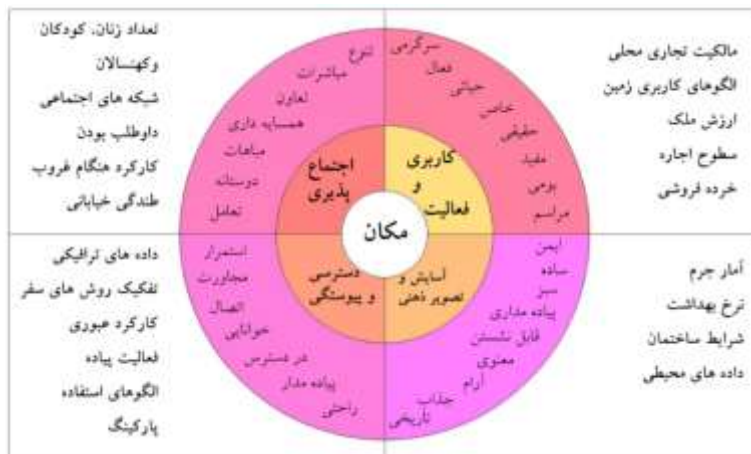 مالکیت تجاری محلی
الگوهای کاربری زمین
ارزش ملک
سطوح اجاره
خرده فروشی
سرگرمی
فعال
حیاتی
خاص
حقیقی
مفید
بومی
مراسم
کاربری
و
فعالیت
تعداد زنان، کودکان
وکهنسالان
شبکه های اجتماعی
داوطلب بودن
کارکرد هنگام غروب
طندگی خیابانی
تنوع
مباشرات
تعاون
همسایه داری
مباهات
دوستانه
تعامل
اجتماع
پذیری
مکان
آمار جرم
نرخ بهداشت
شرایط ساختمان
داده های محیطی
ایمن
ساده
سبز
پیاده مداری
قابل نشستن
معنوی
آرام
جذاب
تاریخی
آسایش و
تصویر ذهنی
داده های ترافیکی
تفکیک روش های سفر
کارکرد عبوری
فعالیت پیاده
الگوهای استفاده
پارکینگ
استمرار
مجاورت
اتصال
خوانایی
در دسترس
پیاده مدار
راحتی
دسترسی
و پیوستگی